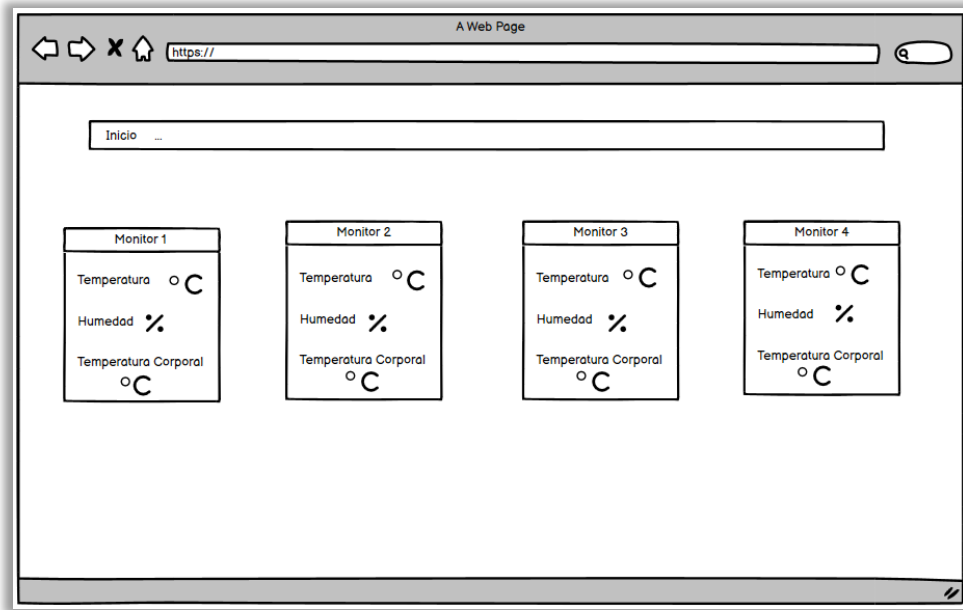 A Web Page
https://
Inicio ...
Monitor 1
Temperatura °C
Humedad %
Temperatura Corporal
°C
Monitor 2
Temperatura °C
Humedad %
Temperatura Corporal
°C
Monitor 3
Temperatura °C
Humedad %
Temperatura Corporal
°C
Monitor 4
Temperatura °C
Humedad %
Temperatura Corporal
°C